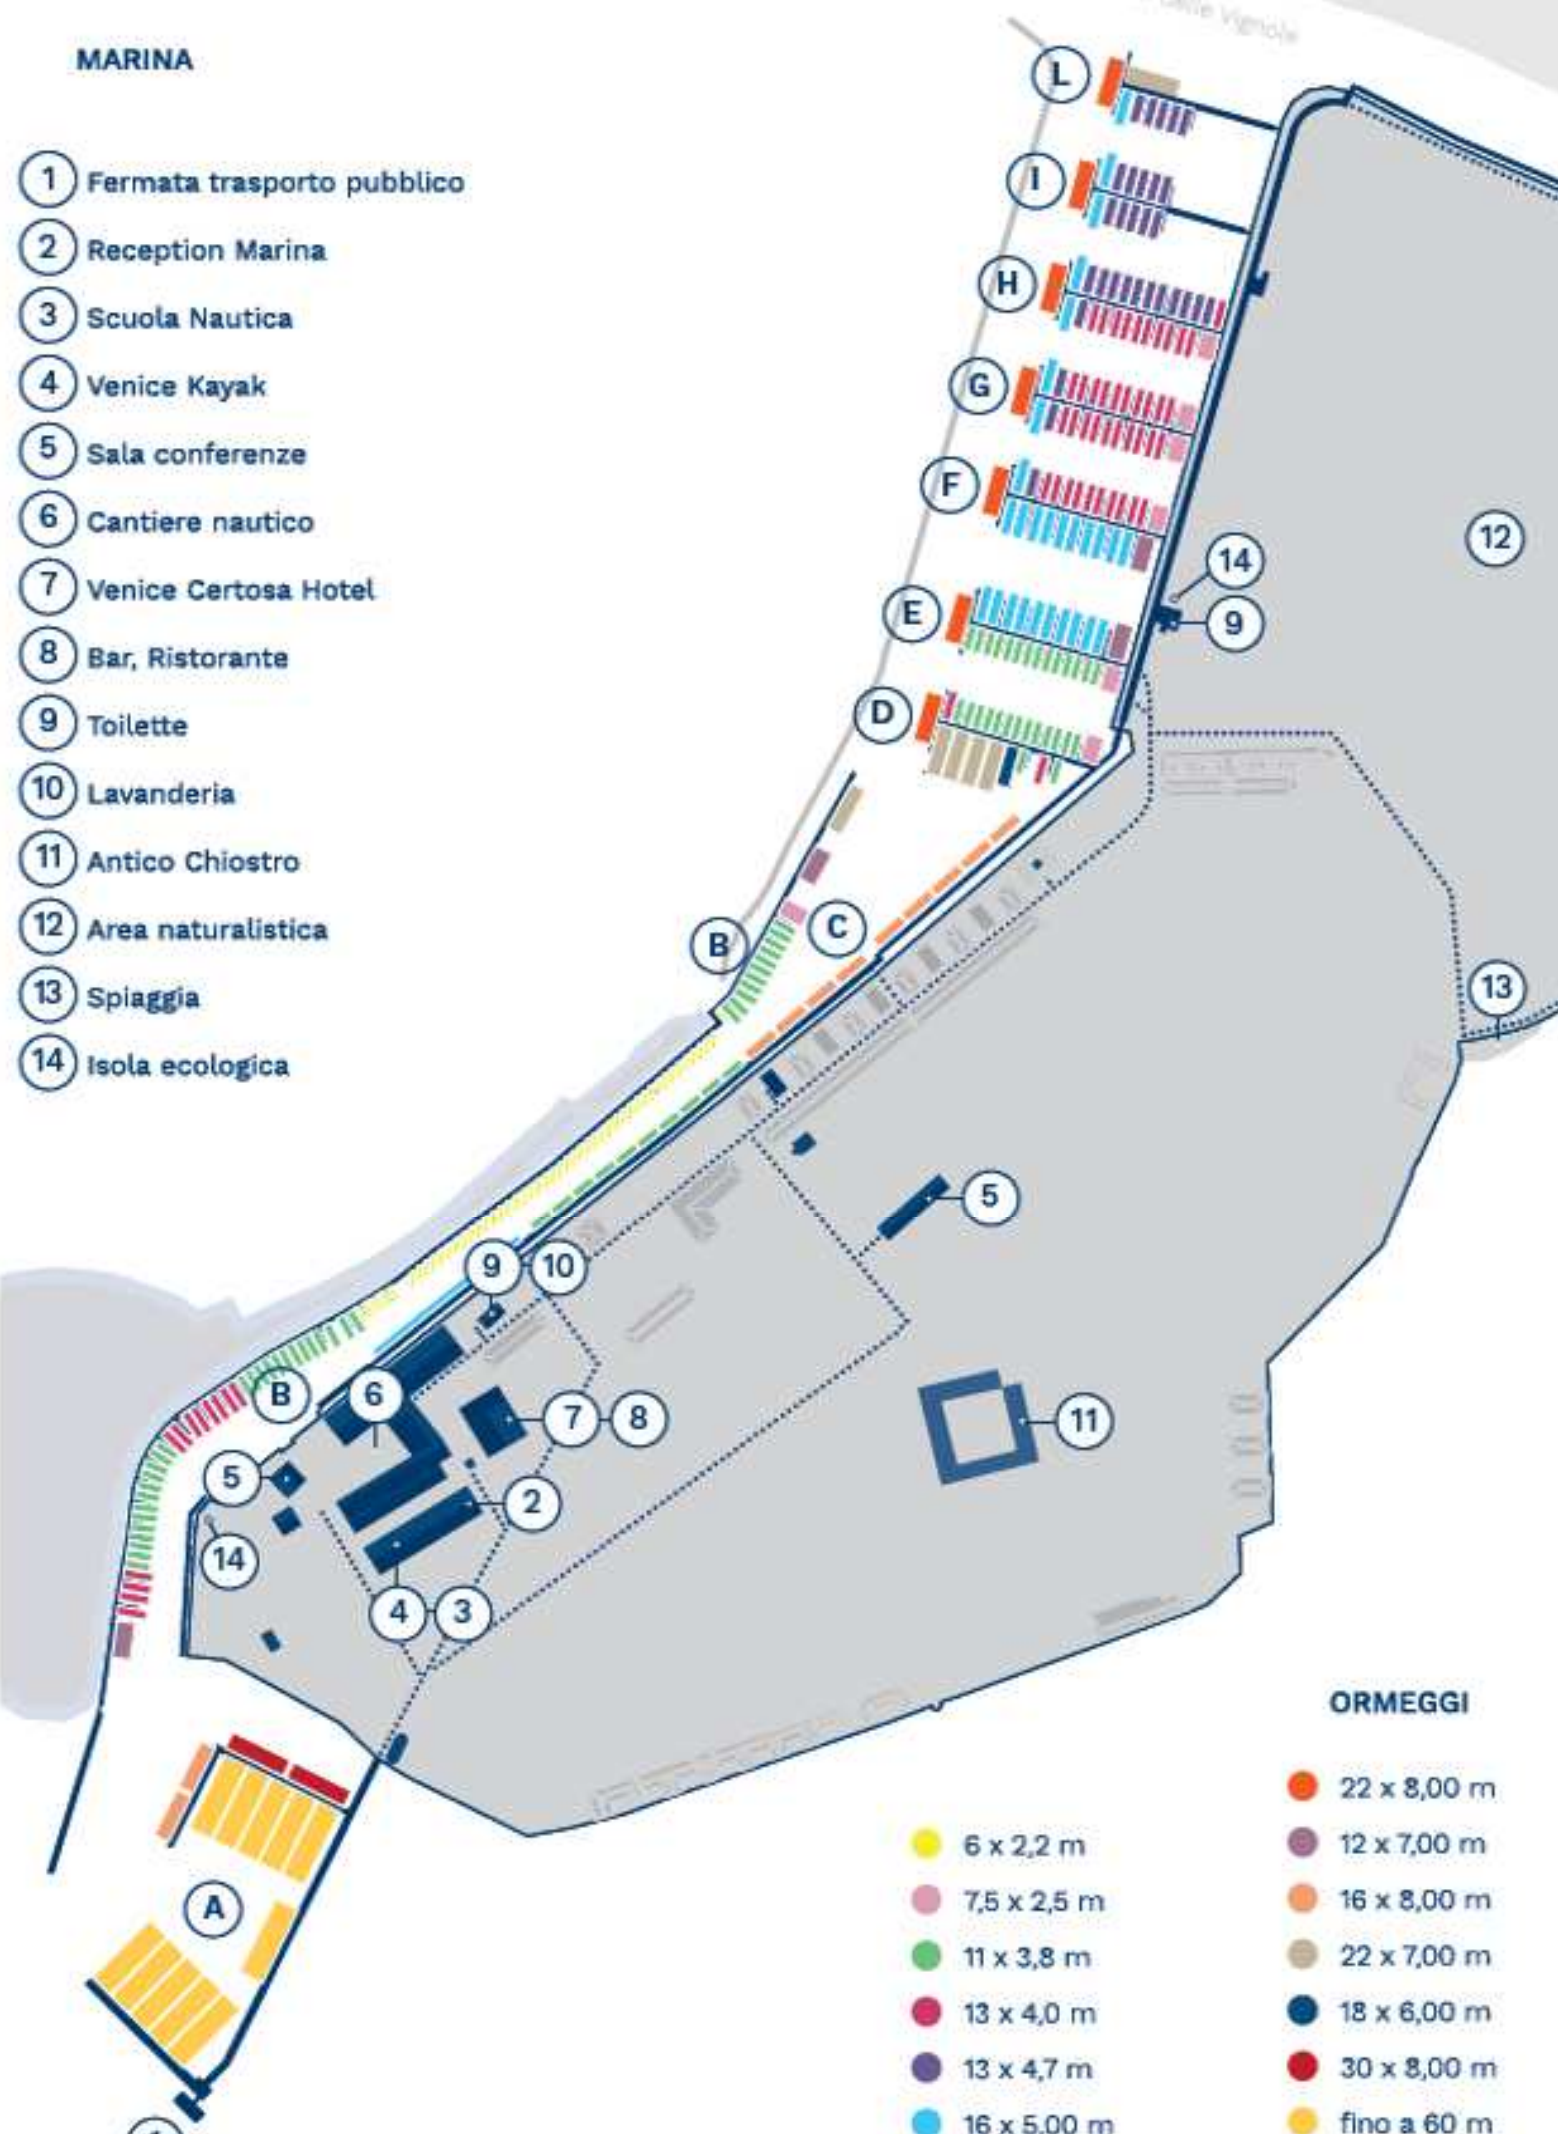 delle Vignole
MARINA
1 Fermata trasporto pubblico
2 Reception Marina
3 Scuola Nautica
4 Venice Kayak
5 Sala conferenze
6 Cantiere nautico
7 Venice Certosa Hotel
8 Bar, Ristorante
9 Toilette
10 Lavanderia
11 Antico Chiostro
12 Area naturalistica
13 Spiaggia
14 Isola ecologica
L
I
H
G
F
12
14
E
9
D
C
B
13
5
9 10
B
6
7 8
11
5
2
14
4 3
A
ORMEGGI
6 x 2,2 m
7,5 x 2,5 m
11 x 3,8 m
13 x 4,0 m
13 x 4,7 m
16 x 5,00 m
22 x 8,00 m
12 x 7,00 m
16 x 8,00 m
22 x 7,00 m
18 x 6,00 m
30 x 8,00 m
fino a 60 m